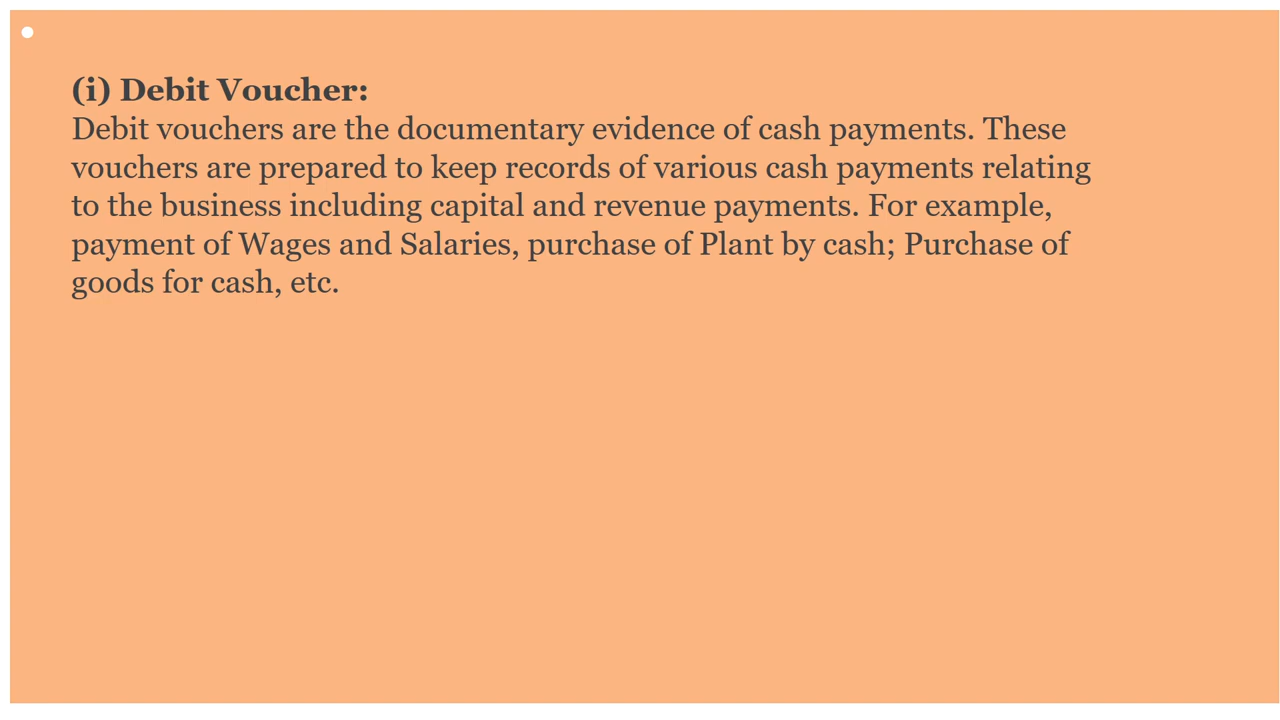 (i) Debit Voucher:
Debit vouchers are the documentary evidence of cash payments. These
vouchers are prepared to keep records of various cash payments relating
to the business including capital and revenue payments. For example,
payment of Wages and Salaries, purchase of Plant by cash; Purchase of
goods for cash, etc.